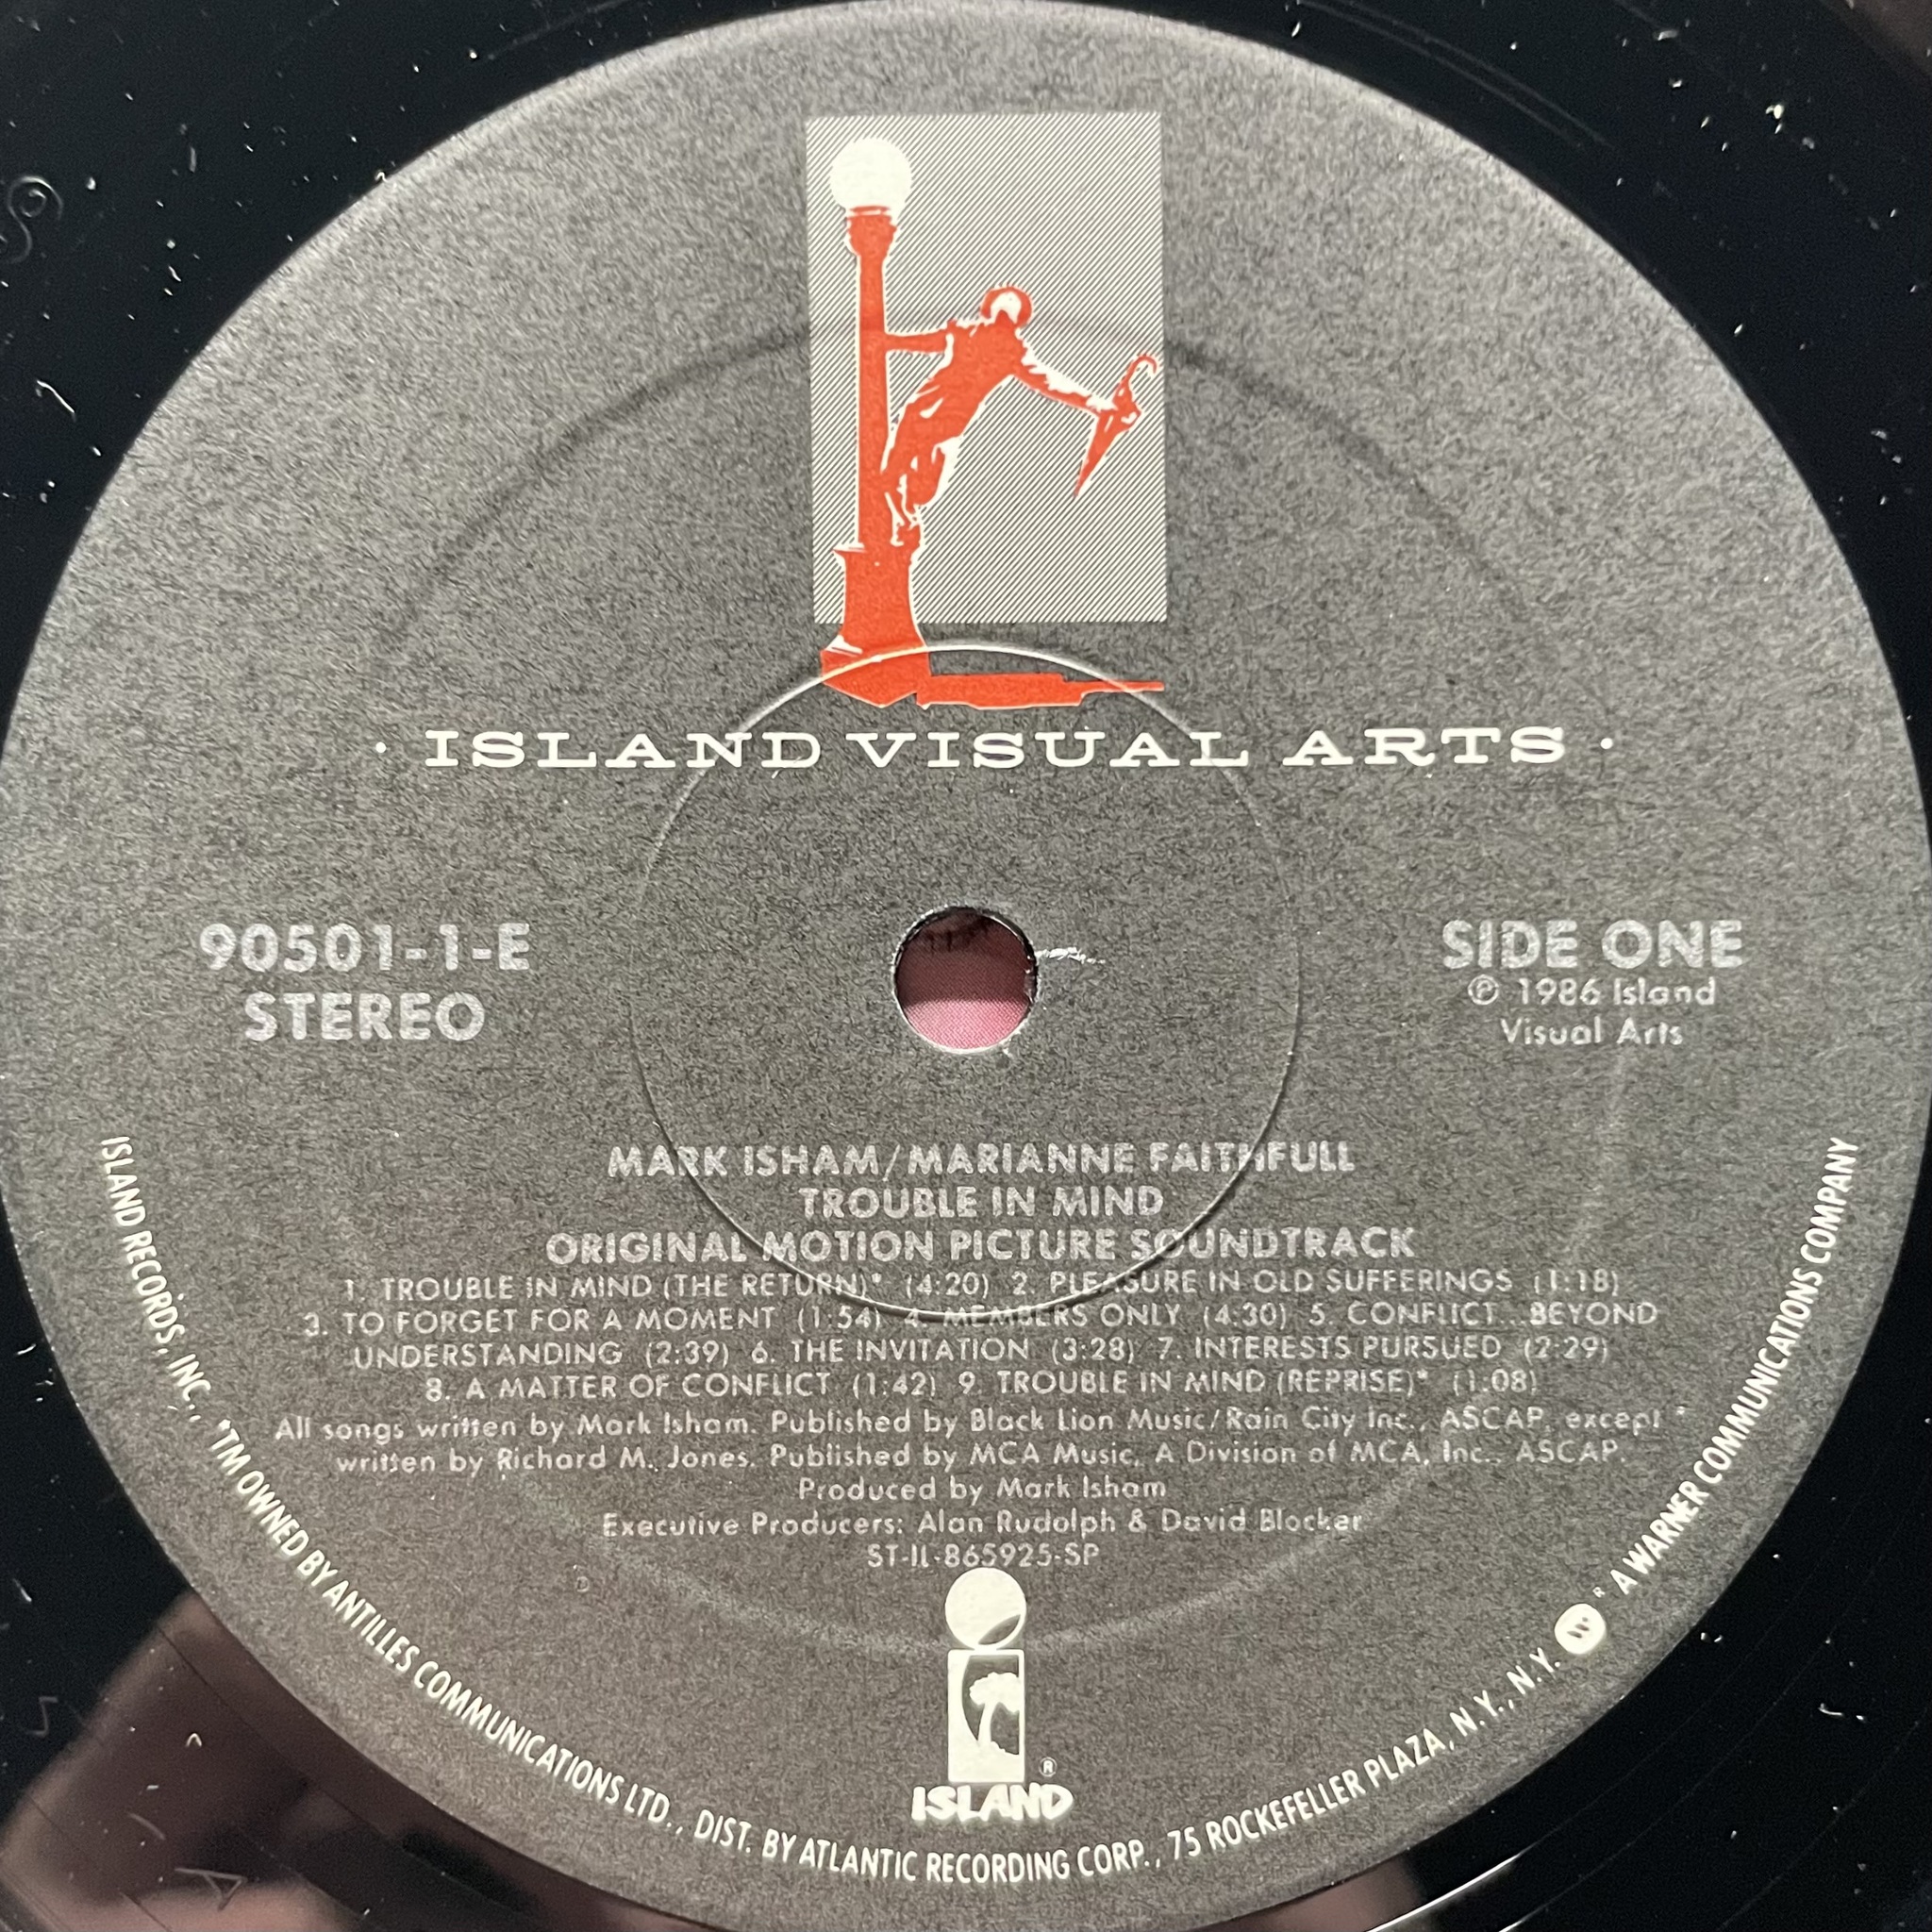 · ISLAND VISUAL ARTS ·
90501-1-E
STEREO
SIDE ONE
℗ 1986 Island
Visual Arts
MARK ISHAM/MARIANNE FAITHFULL
TROUBLE IN MIND
ORIGINAL MOTION PICTURE SOUNDTRACK
1. TROUBLE IN MIND (THE RETURN)* (4:20) 2. PLEASURE IN OLD SUFFERINGS (1:18)
3. TO FORGET FOR A MOMENT (1:54) 4. MEMBERS ONLY (4:30) 5. CONFLICT...BEYOND
UNDERSTANDING (2:39) 6. THE INVITATION (3:28) 7. INTERESTS PURSUED (2:29)
8. A MATTER OF CONFLICT (1:42) 9. TROUBLE IN MIND (REPRISE)* (1:08)
All songs written by Mark Isham. Published by Black Lion Music/Rain City Inc., ASCAP, except *
written by Richard M. Jones. Published by MCA Music, A Division of MCA, Inc., ASCAP.
Produced by Mark Isham
Executive Producers: Alan Rudolph & David Blocker
ST-IL-865925-SP
ISLAND ®
ISLAND RECORDS, INC., *TM OWNED BY ANTILLES COMMUNICATIONS LTD., DIST. BY ATLANTIC RECORDING CORP., 75 ROCKEFELLER PLAZA, N.Y., N.Y. ® A WARNER COMMUNICATIONS COMPANY